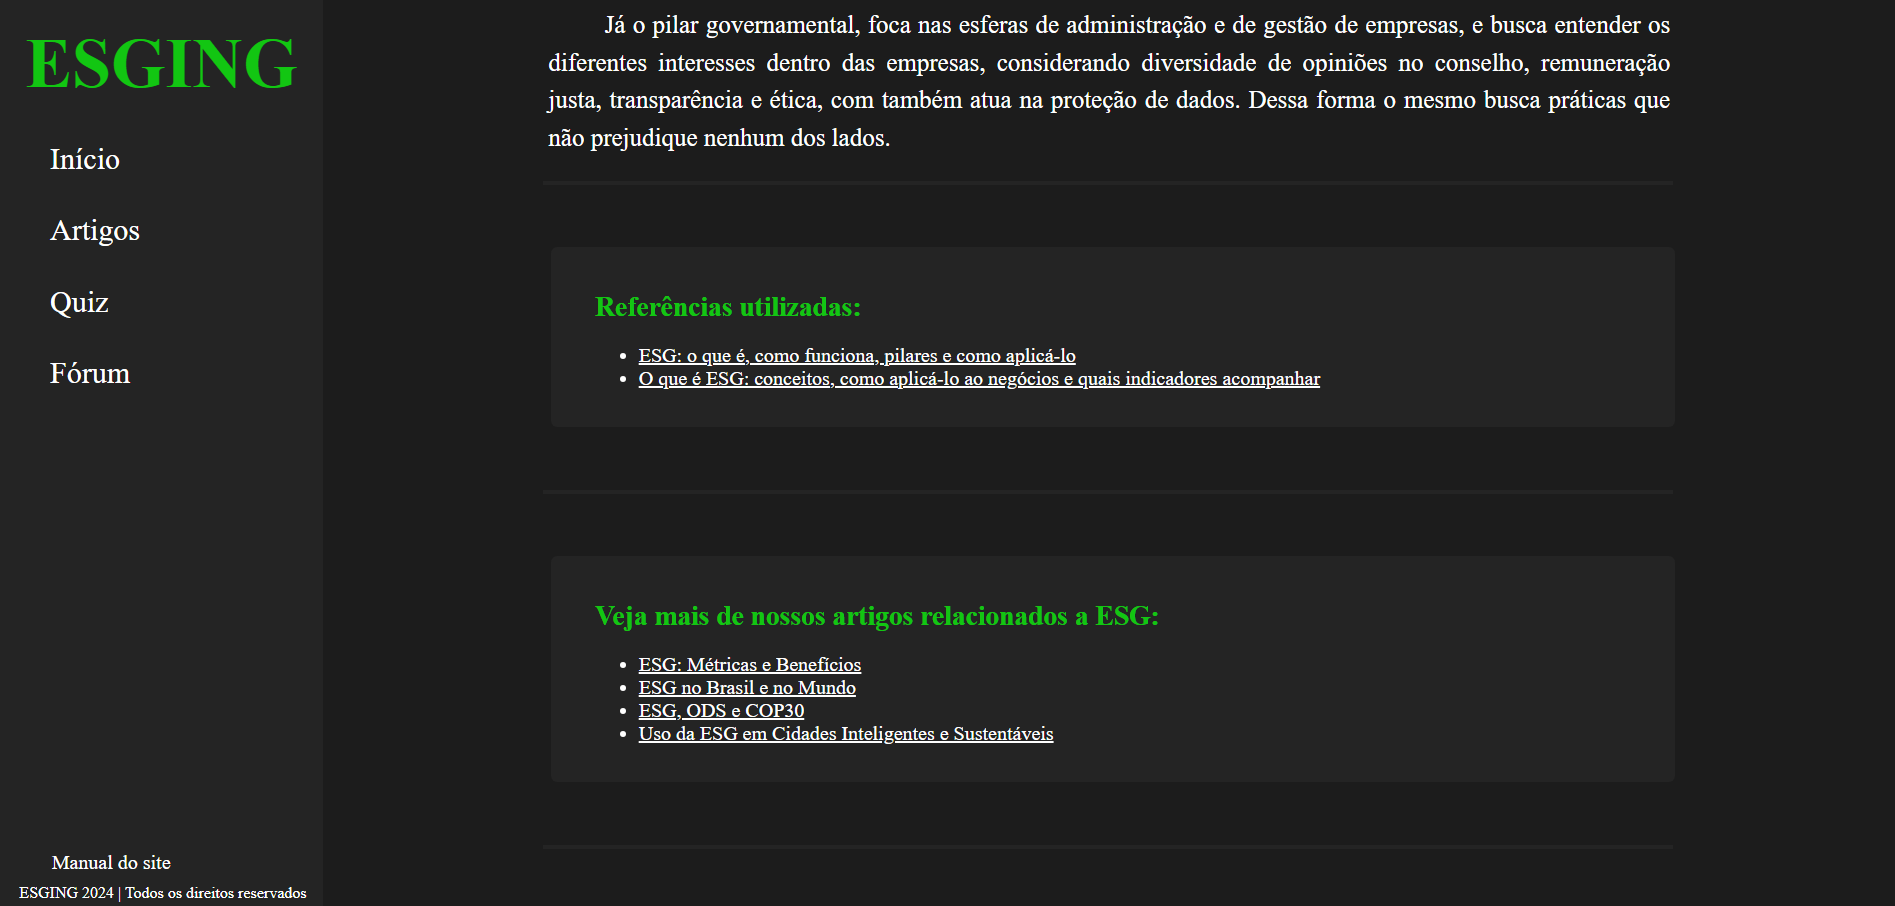 ESGING
Início
Artigos
Quiz
Fórum
Manual do site
ESGING 2024 | Todos os direitos reservados
Já o pilar governamental, foca nas esferas de administração e de gestão de empresas, e busca entender os
diferentes interesses dentro das empresas, considerando diversidade de opiniões no conselho, remuneração
justa, transparência e ética, com também atua na proteção de dados. Dessa forma o mesmo busca práticas que
não prejudique nenhum dos lados.
Referências utilizadas:
• ESG: o que é, como funciona, pilares e como aplicá-lo
• O que é ESG: conceitos, como aplicá-lo ao negócios e quais indicadores acompanhar
Veja mais de nossos artigos relacionados a ESG:
• ESG: Métricas e Benefícios
• ESG no Brasil e no Mundo
• ESG, ODS e COP30
• Uso da ESG em Cidades Inteligentes e Sustentáveis